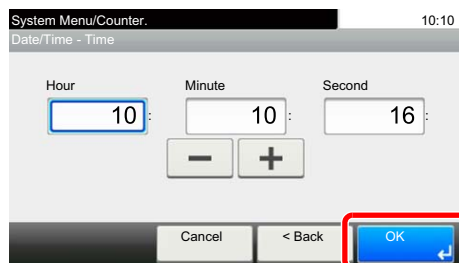 System Menu/Counter. 10:10
Date/Time - Time
Hour Minute Second
10 : 10 : 16 :
− +
Cancel < Back OK